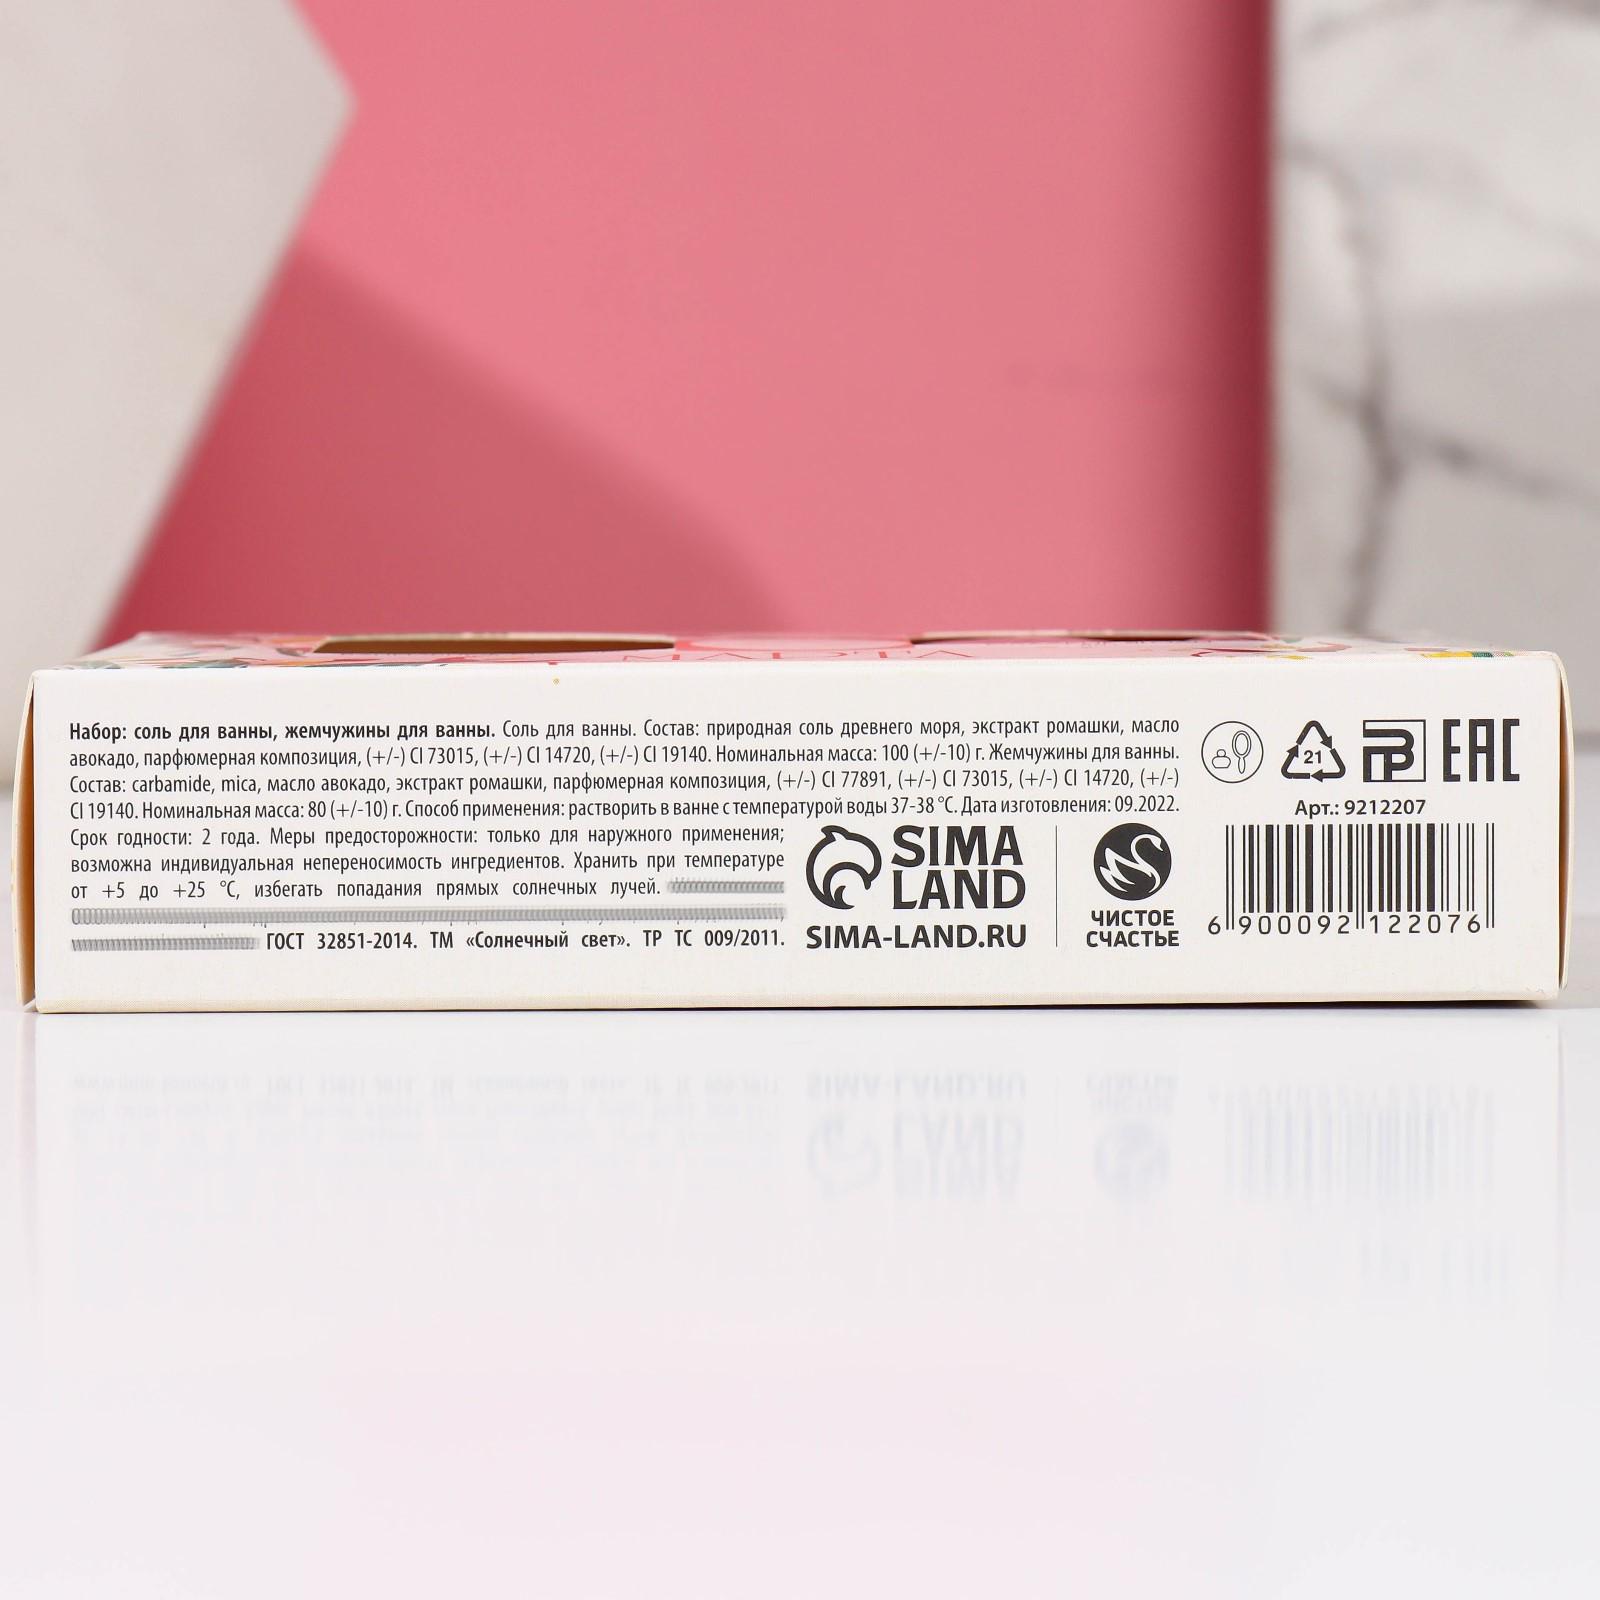 МАРТА
Набор: соль для ванны, жемчужины для ванны. Соль для ванны. Состав: природная соль древнего моря, экстракт ромашки, масло
авокадо, парфюмерная композиция, (+/-) CI 73015, (+/-) CI 14720, (+/-) CI 19140. Номинальная масса: 100 (+/-10) г. Жемчужины для ванны.
Состав: carbamide, mica, масло авокадо, экстракт ромашки, парфюмерная композиция, (+/-) CI 77891, (+/-) CI 73015, (+/-) CI 14720, (+/-)
CI 19140. Номинальная масса: 80 (+/-10) г. Способ применения: растворить в ванне с температурой воды 37-38 °C. Дата изготовления: 09.2022.
Срок годности: 2 года. Меры предосторожности: только для наружного применения;
возможна индивидуальная непереносимость ингредиентов. Хранить при температуре
от +5 до +25 °C, избегать попадания прямых солнечных лучей.
ГОСТ 32851-2014. ТМ «Солнечный свет». ТР ТС 009/2011.
SIMA
LAND
SIMA-LAND.RU
ЧИСТОЕ
СЧАСТЬЕ
21
EAC
Арт.: 9212207
6 900092 122076